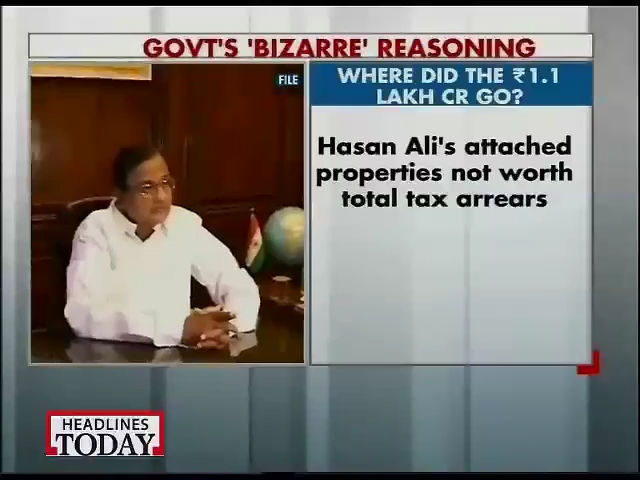 GOVT'S 'BIZARRE' REASONING
FILE
WHERE DID THE ₹1.1
LAKH CR GO?
Hasan Ali's attached
properties not worth
total tax arrears
HEADLINES
TODAY